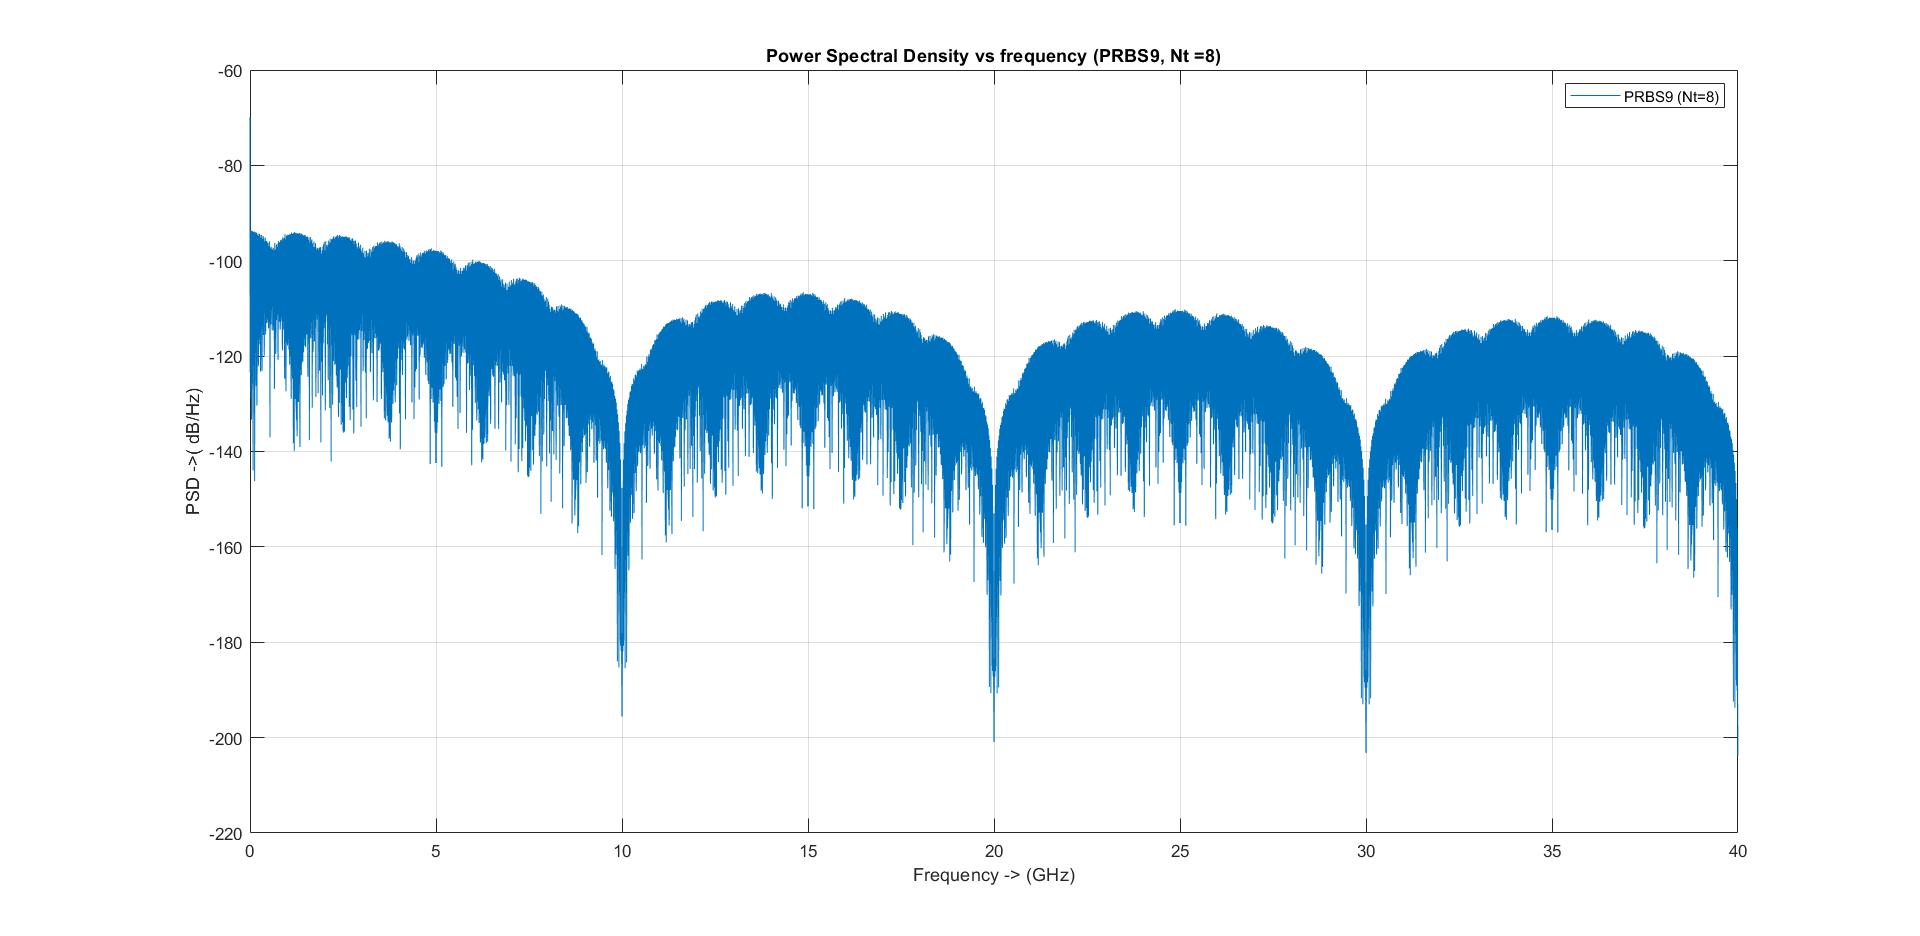 Power Spectral Density vs frequency (PRBS9, Nt =8)
PRBS9 (Nt=8)
-60
-80
-100
-120
-140
-160
-180
-200
-220
PSD ->( dB/Hz)
0 5 10 15 20 25 30 35 40
Frequency -> (GHz)